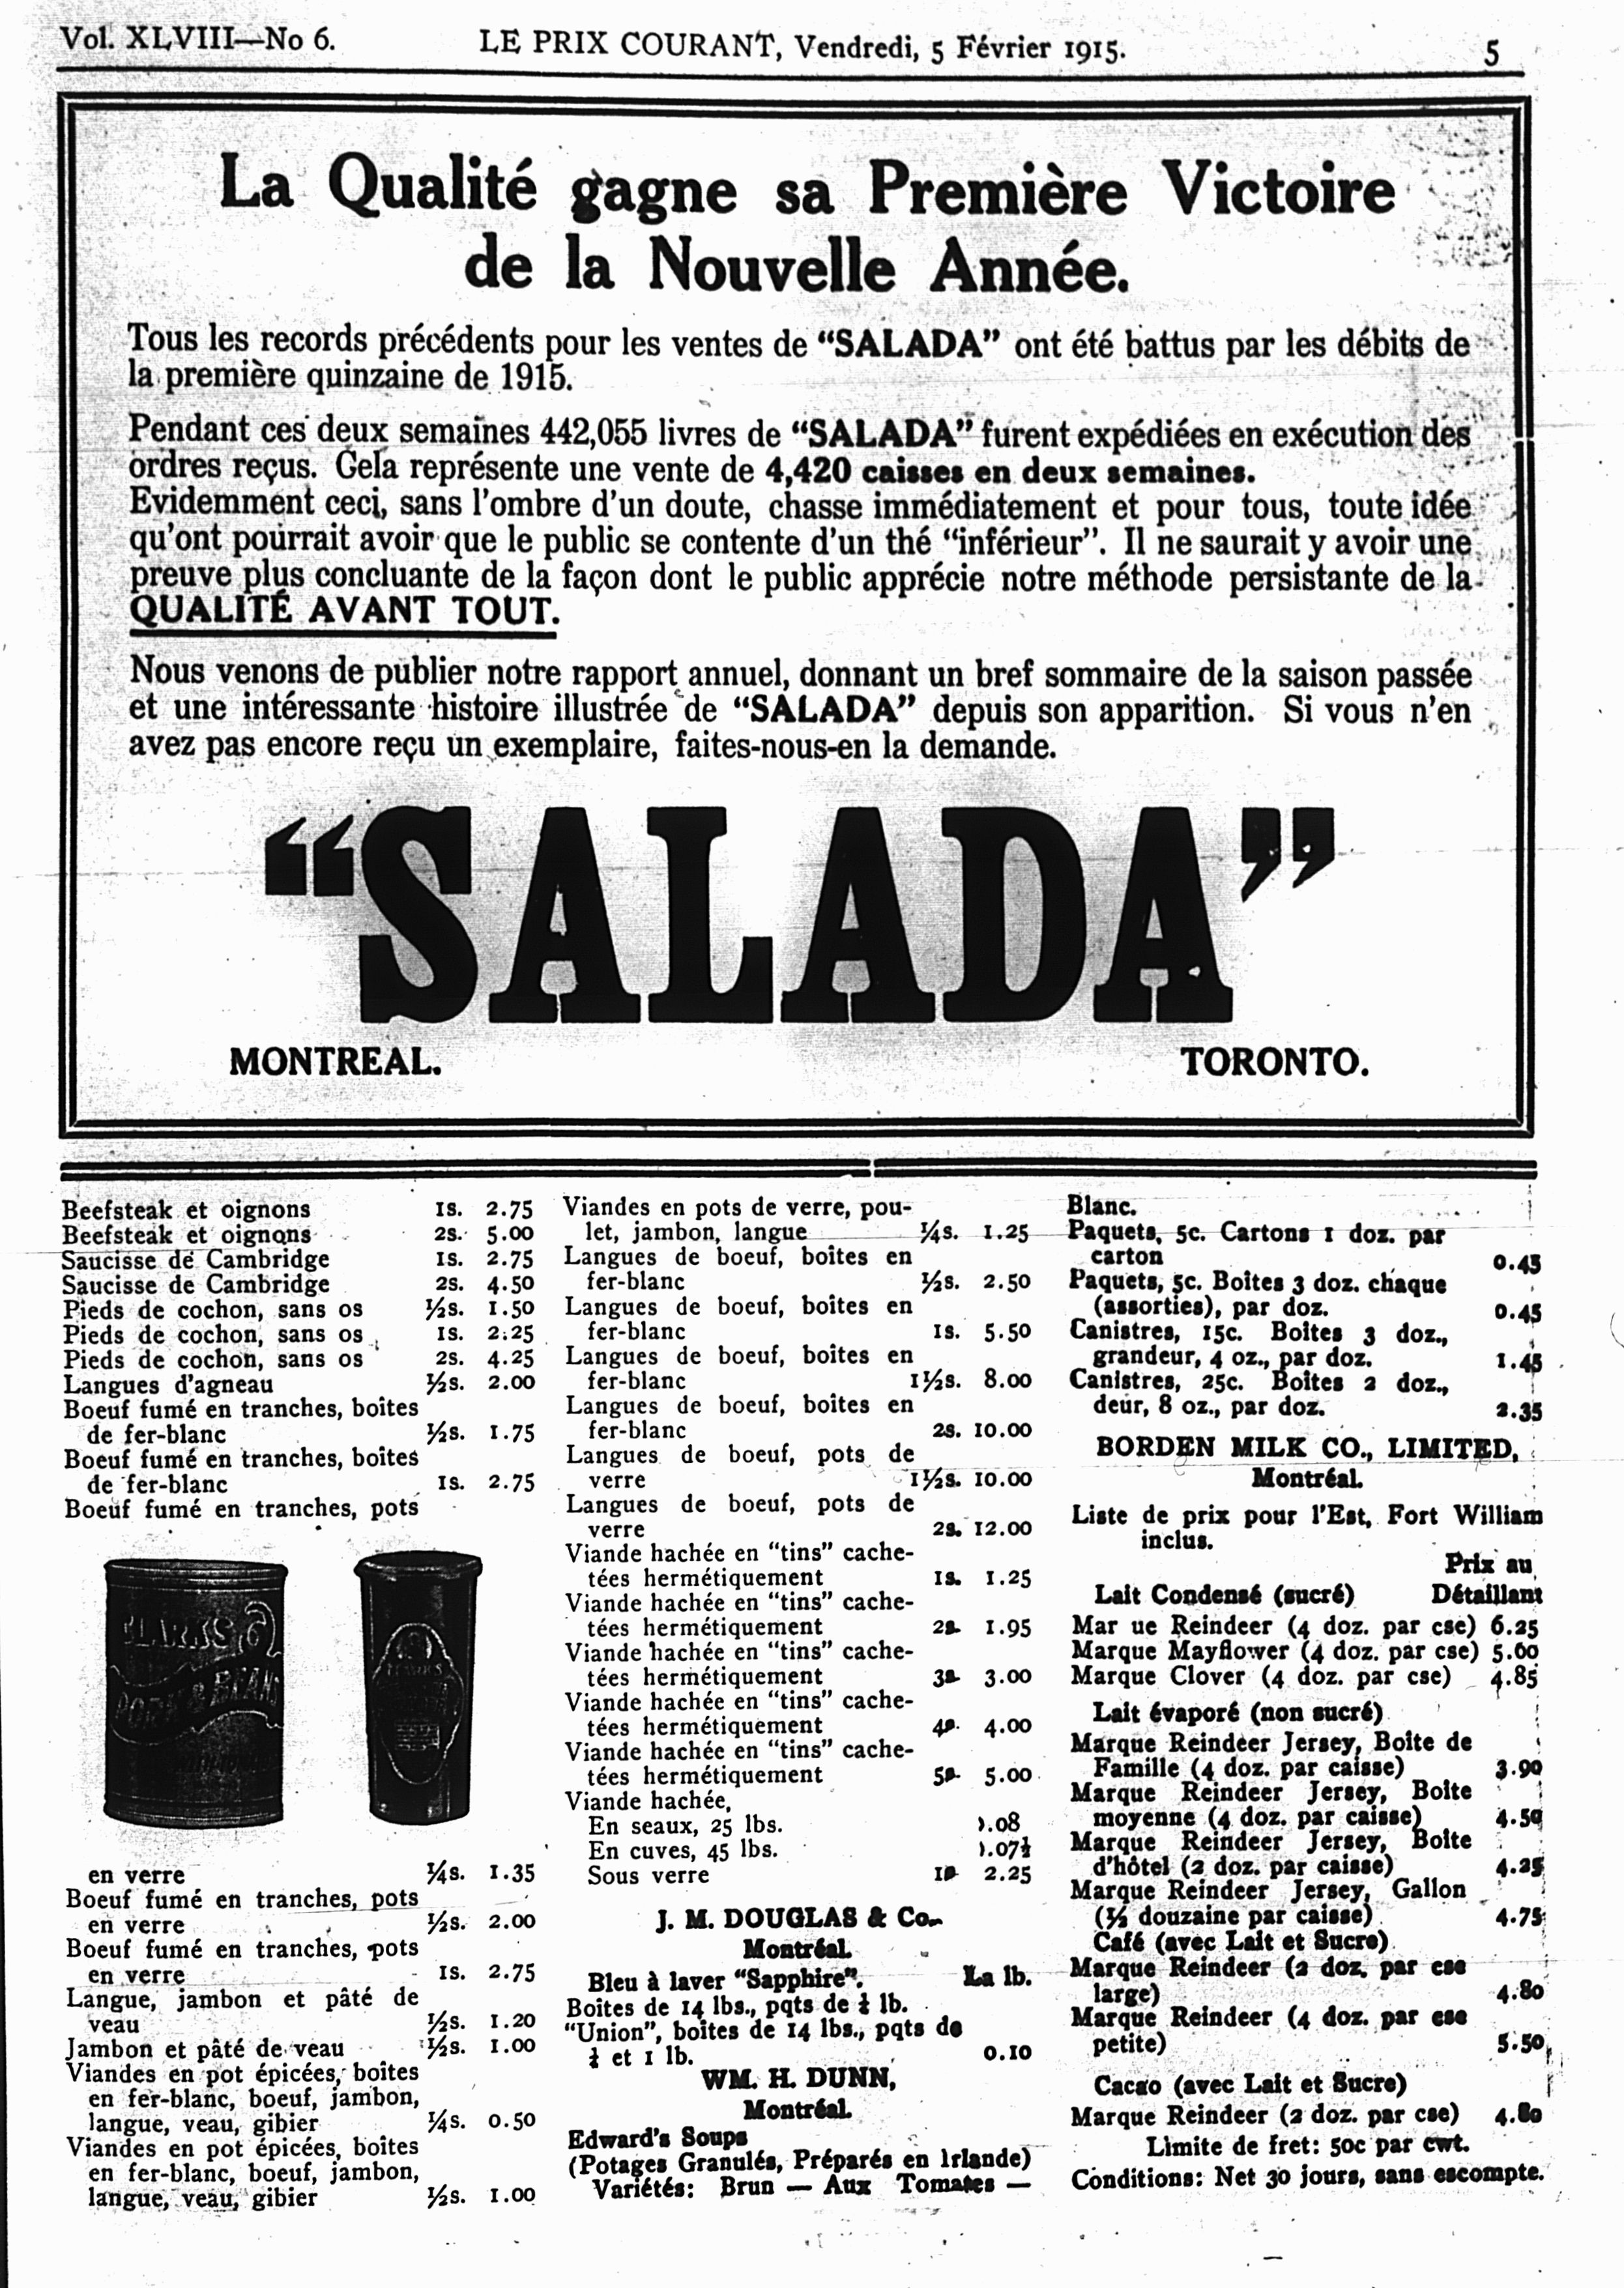 Vol. XLVIII—No 6.
LE PRIX COURANT, Vendredi, 5 Février 1915.
5
La Qualité gagne sa Première Victoire
de la Nouvelle Année.
Tous les records précédents pour les ventes de “SALADA” ont été battus par les débits de
la première quinzaine de 1915.
Pendant ces deux semaines 442,055 livres de “SALADA” furent expédiées en exécution des
ordres reçus. Cela représente une vente de 4,420 caisses en deux semaines.
Evidemment ceci, sans l'ombre d'un doute, chasse immédiatement et pour tous, toute idée
qu'ont pourrait avoir que le public se contente d'un thé “inférieur”. Il ne saurait y avoir une
preuve plus concluante de la façon dont le public apprécie notre méthode persistante de la
QUALITÉ AVANT TOUT.
Nous venons de publier notre rapport annuel, donnant un bref sommaire de la saison passée
et une intéressante histoire illustrée de “SALADA” depuis son apparition. Si vous n'en
avez pas encore reçu un exemplaire, faites-nous-en la demande.
“SALADA”
MONTREAL. TORONTO.
Beefsteak et oignons 1s. 2.75
Beefsteak et oignons 2s. 5.00
Saucisse de Cambridge 1s. 2.75
Saucisse de Cambridge 2s. 4.50
Pieds de cochon, sans os ½s. 1.50
Pieds de cochon, sans os 1s. 2.25
Pieds de cochon, sans os 2s. 4.25
Langues d'agneau ½s. 2.00
Boeuf fumé en tranches, boîtes
de fer-blanc ½s. 1.75
Boeuf fumé en tranches, boîtes
de fer-blanc 1s. 2.75
Boeuf fumé en tranches, pots
CLARK'S
PORK & BEANS
en verre ¼s. 1.35
Boeuf fumé en tranches, pots
en verre ½s. 2.00
Boeuf fumé en tranches, pots
en verre 1s. 2.75
Langue, jambon et pâté de
veau ½s. 1.20
Jambon et pâté de veau ½s. 1.00
Viandes en pot épicées, boîtes
en fer-blanc, boeuf, jambon,
langue, veau, gibier ¼s. 0.50
Viandes en pot épicées, boîtes
en fer-blanc, boeuf, jambon,
langue, veau, gibier ½s. 1.00
Viandes en pots de verre, pou-
let, jambon, langue ¼s. 1.25
Langues de boeuf, boîtes en
fer-blanc ½s. 2.50
Langues de boeuf, boîtes en
fer-blanc 1s. 5.50
Langues de boeuf, boîtes en
fer-blanc 1½s. 8.00
Langues de boeuf, boîtes en
fer-blanc 2s. 10.00
Langues de boeuf, pots de
verre 1½s. 10.00
Langues de boeuf, pots de
verre 2s. 12.00
Viande hachée en “tins” cache-
tées hermétiquement 1s. 1.25
Viande hachée en “tins” cache-
tées hermétiquement 2s. 1.95
Viande hachée en “tins” cache-
tées hermétiquement 3s. 3.00
Viande hachée en “tins” cache-
tées hermétiquement 4s. 4.00
Viande hachée en “tins” cache-
tées hermétiquement 5s. 5.00
Viande hachée,
En seaux, 25 lbs. .08
En cuves, 45 lbs. .07½
Sous verre 1s 2.25
J. M. DOUGLAS & Co.
Montréal.
Bleu à laver “Sapphire”. La lb.
Boîtes de 14 lbs., pqts de ¼ lb.
“Union”, boîtes de 14 lbs., pqts de
¼ et 1 lb. 0.10
WM. H. DUNN,
Montréal.
Edward's Soups
(Potages Granulés, Préparés en Irlande)
Variétés: Brun — Aux Tomates —
Blanc.
Paquets, 5c. Cartons 1 doz. par
carton 0.45
Paquets, 5c. Boîtes 3 doz. chaque
(assorties), par doz. 0.45
Canistres, 15c. Boîtes 3 doz.,
grandeur, 4 oz., par doz. 1.45
Canistres, 25c. Boîtes 2 doz.,
deur, 8 oz., par doz. 2.35
BORDEN MILK CO., LIMITED,
Montréal.
Liste de prix pour l'Est, Fort William
inclus.
Prix au
Lait Condensé (sucré) Détaillant
Mar ue Reindeer (4 doz. par cse) 6.25
Marque Mayflower (4 doz. par cse) 5.60
Marque Clover (4 doz. par cse) 4.85
Lait évaporé (non sucré)
Marque Reindeer Jersey, Boîte de
Famille (4 doz. par caisse) 3.90
Marque Reindeer Jersey, Boîte
moyenne (4 doz. par caisse) 4.50
Marque Reindeer Jersey, Boîte
d'hôtel (2 doz. par caisse) 4.25
Marque Reindeer Jersey, Gallon
(½ douzaine par caisse) 4.75
Café (avec Lait et Sucre)
Marque Reindeer (2 doz. par cse
large) 4.80
Marque Reindeer (4 doz. par cse
petite) 5.50
Cacao (avec Lait et Sucre)
Marque Reindeer (2 doz. par cse) 4.80
Limite de fret: 50c par cwt.
Conditions: Net 30 jours, sans escompte.